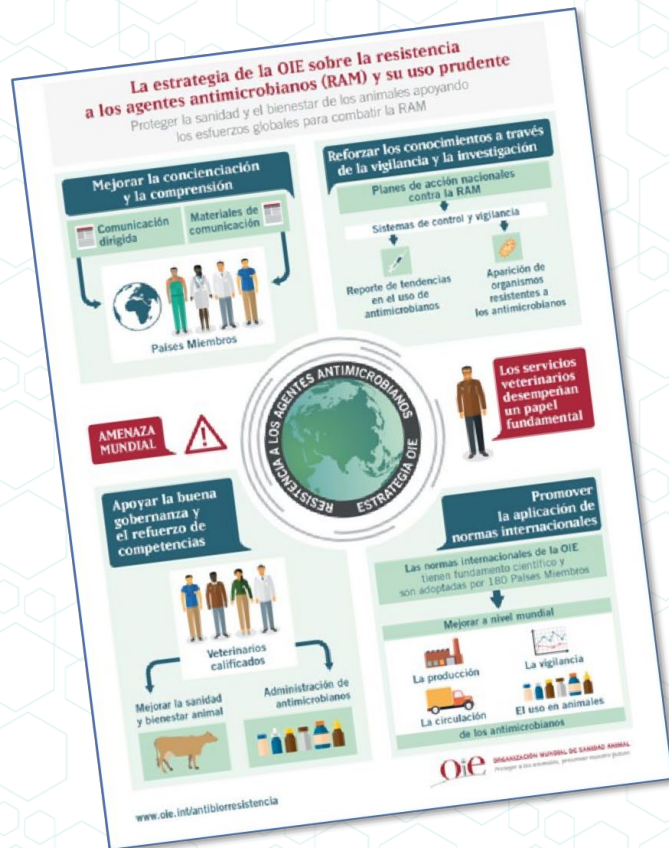 La estrategia de la OIE sobre la resistencia
a los agentes antimicrobianos (RAM) y su uso prudente
Proteger la sanidad y el bienestar de los animales apoyando
los esfuerzos globales para combatir la RAM
Mejorar la concienciación
y la comprensión
Comunicación
dirigida
Materiales de
comunicación
Países Miembros
Reforzar los conocimientos a través
de la vigilancia y la investigación
Planes de acción nacionales
contra la RAM
Sistemas de control y vigilancia
Reporte de tendencias
en el uso de
antimicrobianos
Aparición de
organismos
resistentes a
los antimicrobianos
AMENAZA
MUNDIAL
RESISTENCIA A LOS AGENTES ANTIMICROBIANOS
ESTRATEGIA OIE
Los servicios
veterinarios
desempeñan
un papel
fundamental
Apoyar la buena
gobernanza y
el refuerzo de
competencias
Veterinarios
calificados
Mejorar la sanidad
y bienestar animal
Administración de
antimicrobianos
Promover
la aplicación de
normas internacionales
Las normas internacionales de la OIE
tienen fundamento científico y
son adoptadas por 180 Países Miembros
Mejorar a nivel mundial
La producción
La vigilancia
La circulación
El uso en animales
de los antimicrobianos
Oie
ORGANIZACIÓN MUNDIAL DE SANIDAD ANIMAL
Proteger a los animales, preservar nuestro futuro
www.oie.int/antibiorresistencia